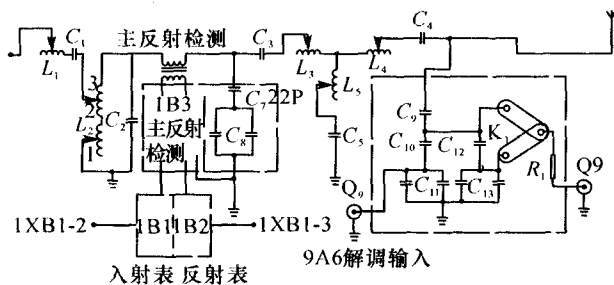 C1
主反射检测
C3
C4
L1
L3
L4
3
2
L2
1
C2
1B3
主反射
检测
C7 22P
C8
L5
C5
C9
C10
C12
K1
C11
C13
R1
Q9
Q9
1XB1-2
1B1
1B2
1XB1-3
入射表 反射表
9A6解调输入